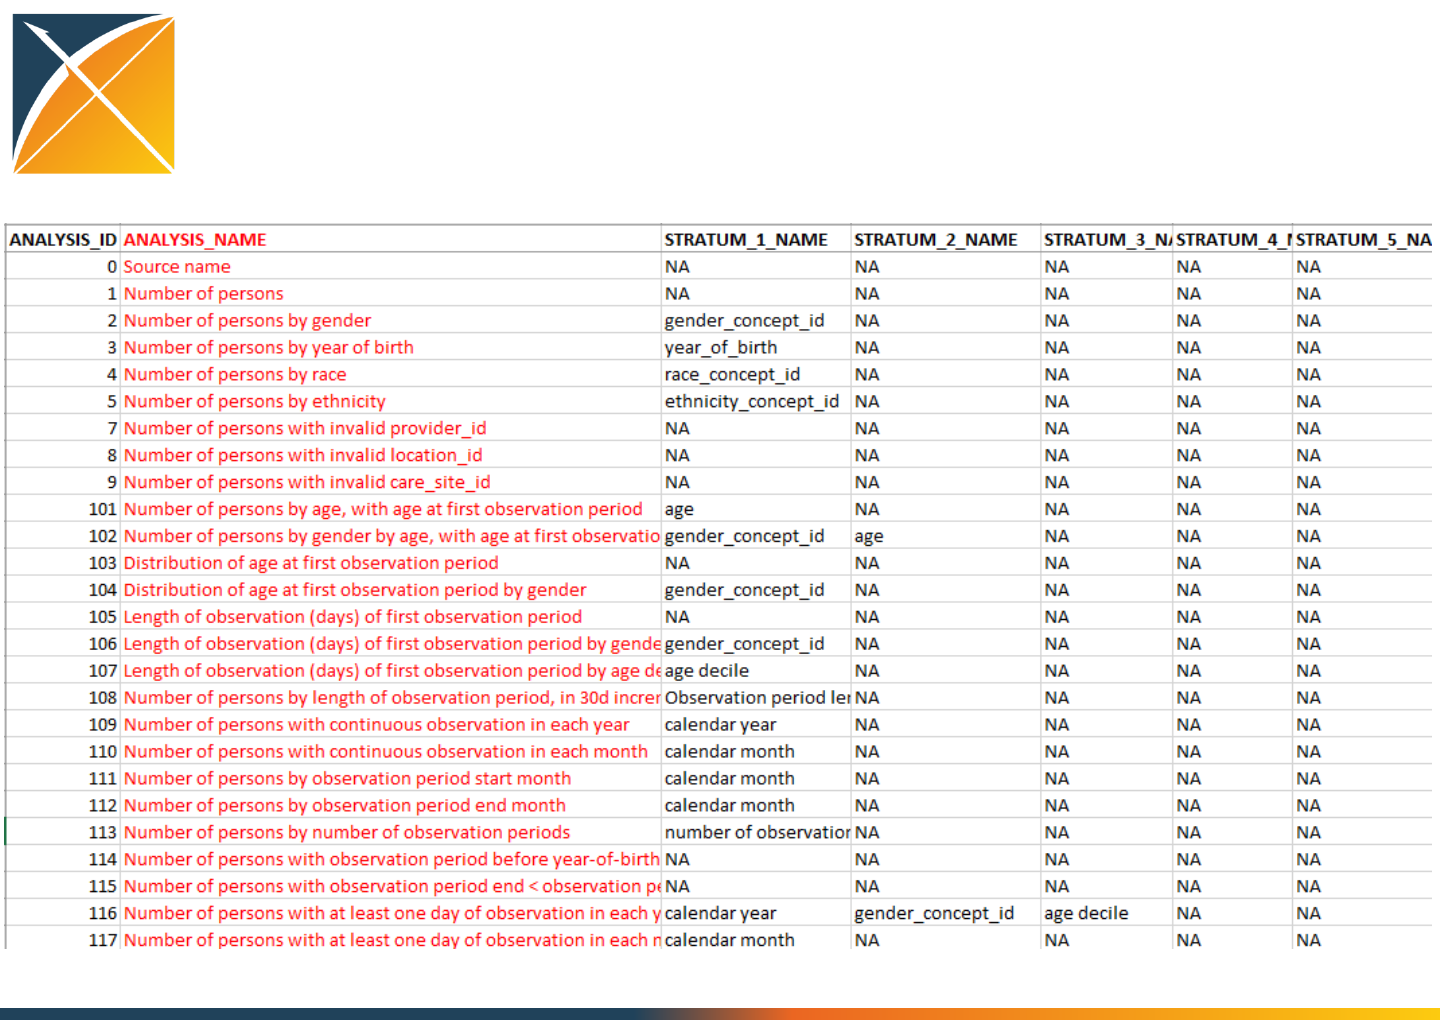 ANALYSIS_ID ANALYSIS_NAME STRATUM_1_NAME STRATUM_2_NAME STRATUM_3_NA STRATUM_4_ STRATUM_5_NA
0 Source name NA NA NA NA NA
1 Number of persons NA NA NA NA NA
2 Number of persons by gender gender_concept_id NA NA NA NA
3 Number of persons by year of birth year_of_birth NA NA NA NA
4 Number of persons by race race_concept_id NA NA NA NA
5 Number of persons by ethnicity ethnicity_concept_id NA NA NA NA
7 Number of persons with invalid provider_id NA NA NA NA NA
8 Number of persons with invalid location_id NA NA NA NA NA
9 Number of persons with invalid care_site_id NA NA NA NA NA
101 Number of persons by age, with age at first observation period age NA NA NA NA
102 Number of persons by gender by age, with age at first observatio gender_concept_id age NA NA NA
103 Distribution of age at first observation period NA NA NA NA NA
104 Distribution of age at first observation period by gender gender_concept_id NA NA NA NA
105 Length of observation (days) of first observation period NA NA NA NA NA
106 Length of observation (days) of first observation period by gende gender_concept_id NA NA NA NA
107 Length of observation (days) of first observation period by age de age decile NA NA NA NA
108 Number of persons by length of observation period, in 30d increr Observation period ler NA NA NA NA
109 Number of persons with continuous observation in each year calendar year NA NA NA NA
110 Number of persons with continuous observation in each month calendar month NA NA NA NA
111 Number of persons by observation period start month calendar month NA NA NA NA
112 Number of persons by observation period end month calendar month NA NA NA NA
113 Number of persons by number of observation periods number of observation NA NA NA NA
114 Number of persons with observation period before year-of-birth NA NA NA NA NA
115 Number of persons with observation period end < observation pe NA NA NA NA NA
116 Number of persons with at least one day of observation in each y calendar year gender_concept_id age decile NA NA
117 Number of persons with at least one day of observation in each calendar month NA NA NA NA